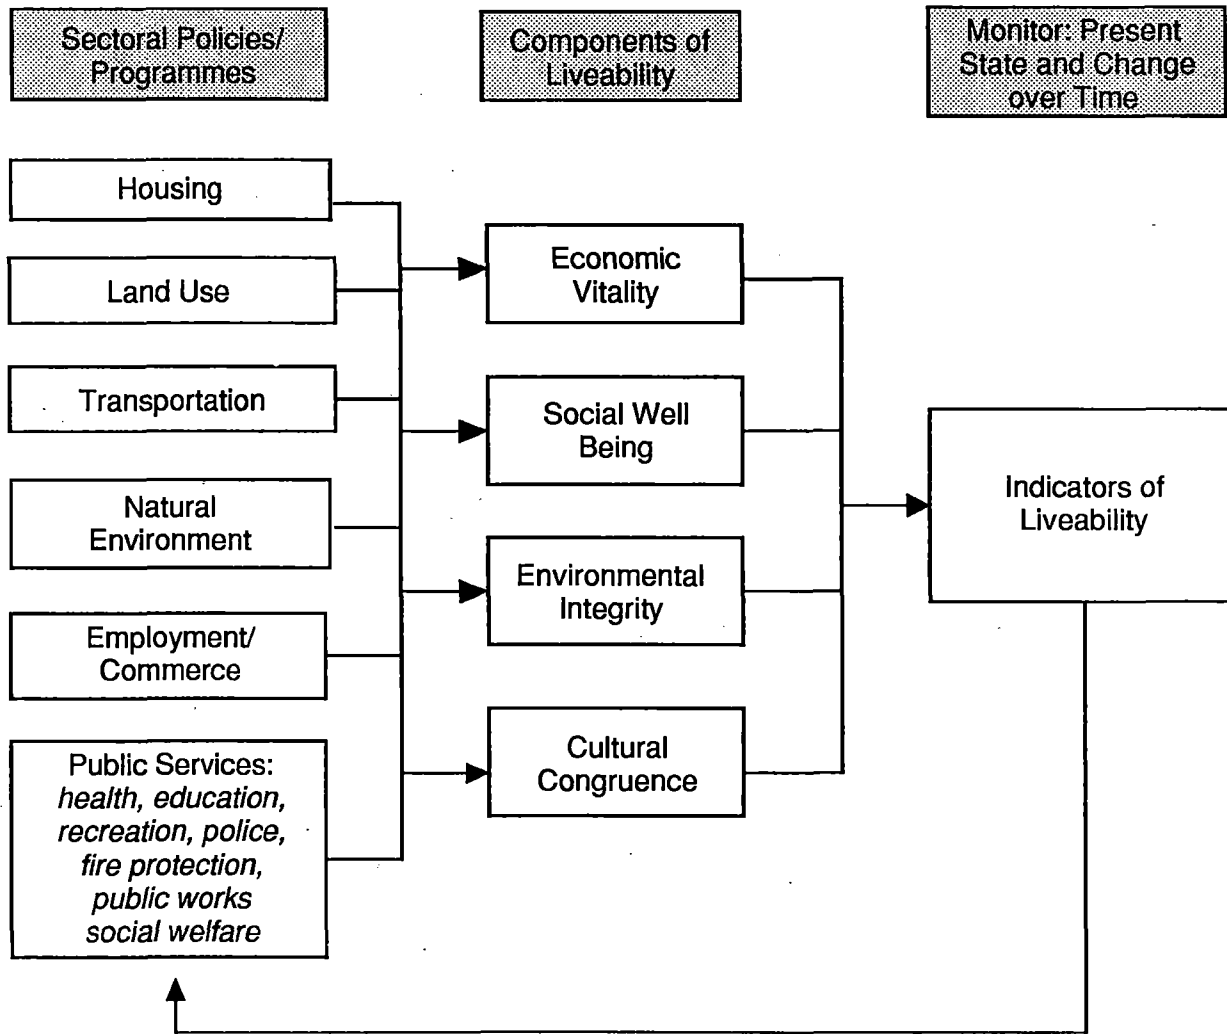 Sectoral Policies/
Programmes
Components of
Liveability
Monitor: Present
State and Change
over Time
Housing
Land Use
Transportation
Natural
Environment
Employment/
Commerce
Public Services:
health, education,
recreation, police,
fire protection,
public works
social welfare
Economic
Vitality
Social Well
Being
Environmental
Integrity
Cultural
Congruence
Indicators of
Liveability